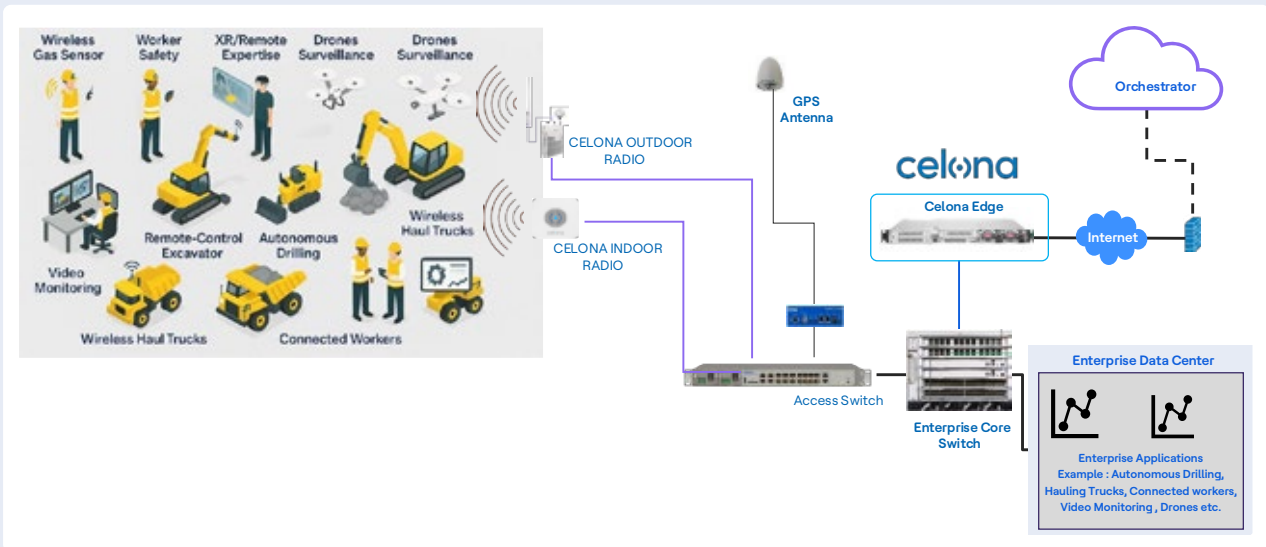 Wireless
Gas Sensor
Worker
Safety
XR/Remote
Expertise
Drones
Surveillance
Drones
Surveillance
CELONA OUTDOOR
RADIO
GPS
Antenna
Orchestrator
celona
Celona Edge
Internet
Wireless
Haul Trucks
Remote-Control
Excavator
Autonomous
Drilling
CELONA INDOOR
RADIO
Video
Monitoring
Wireless Haul Trucks
Connected Workers
Access Switch
Enterprise Core
Switch
Enterprise Data Center
Enterprise Applications
Example : Autonomous Drilling,
Hauling Trucks, Connected workers,
Video Monitoring , Drones etc.